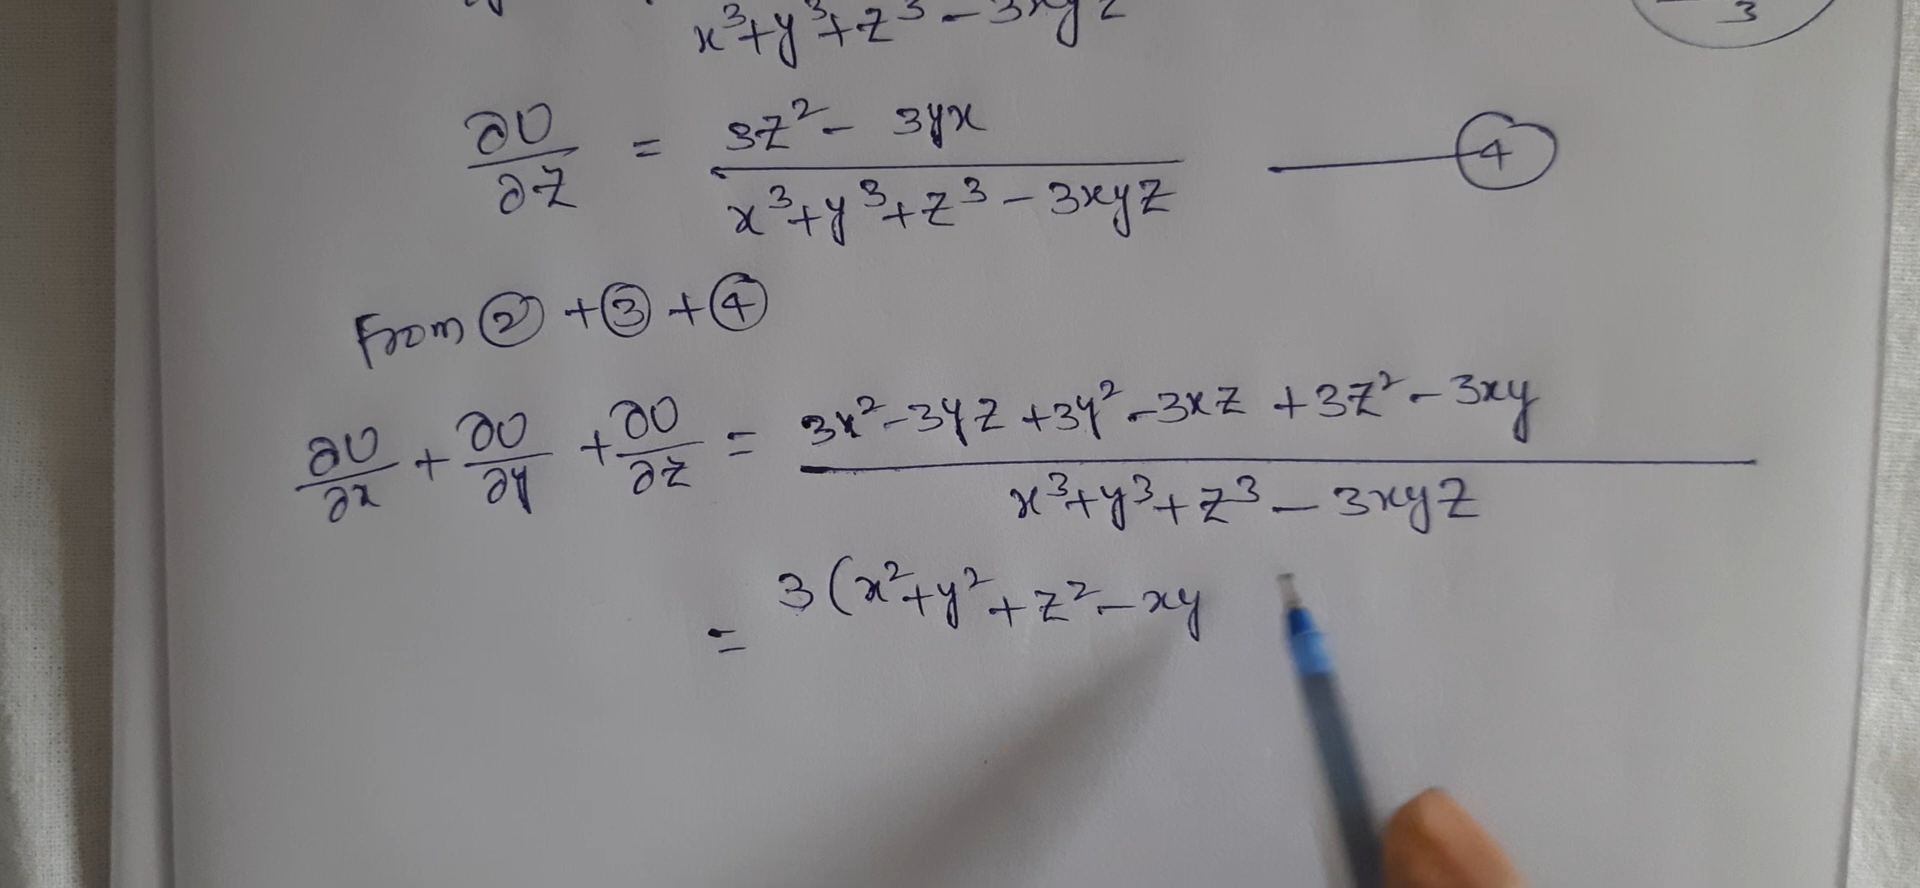 x³+y³+z³-3xyz
3
∂U/∂z = (3z²- 3yx)/(x³+y³+z³-3xyz) ④
From ②+③+④
∂U/∂x + ∂U/∂y + ∂U/∂z = (3x²-3yz+3y²-3xz+3z²-3xy)/(x³+y³+z³-3xyz)
= 3(x²+y²+z²-xy